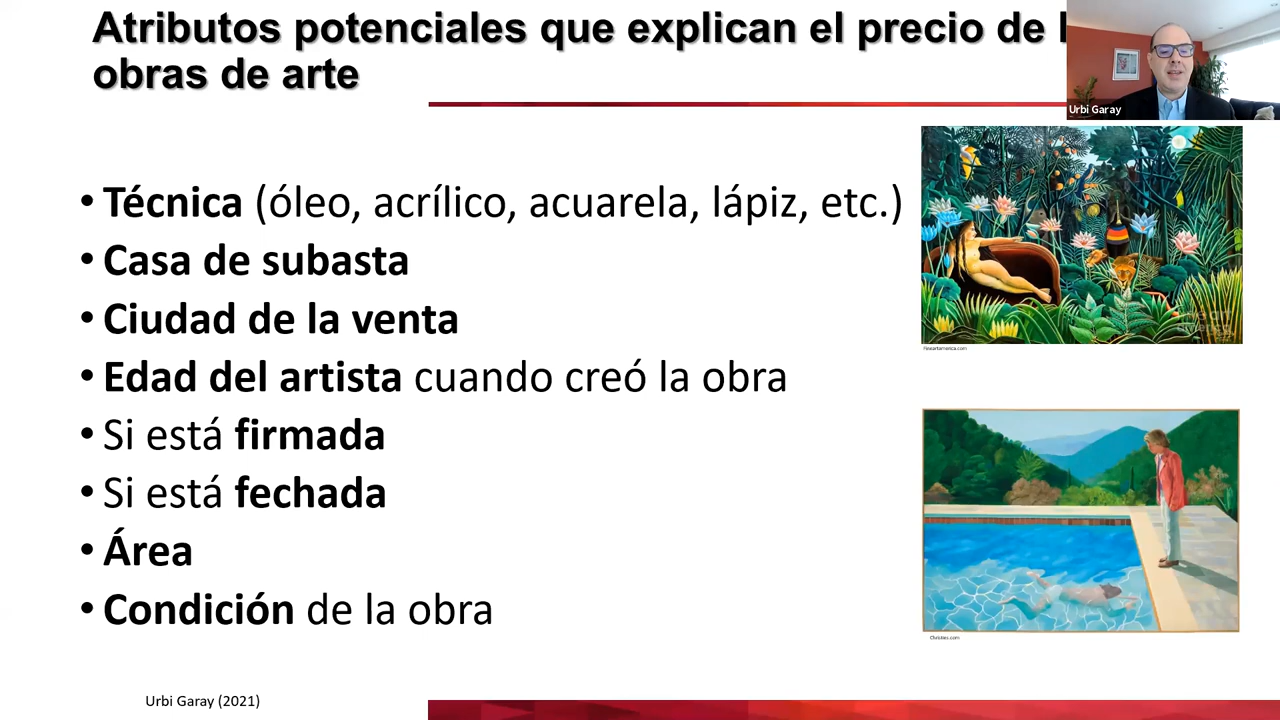 Atributos potenciales que explican el precio de
obras de arte
Urbi Garay
• Técnica (óleo, acrílico, acuarela, lápiz, etc.)
• Casa de subasta
• Ciudad de la venta
• Edad del artista cuando creó la obra
• Si está firmada
• Si está fechada
• Área
• Condición de la obra
Christies.com
Urbi Garay (2021)